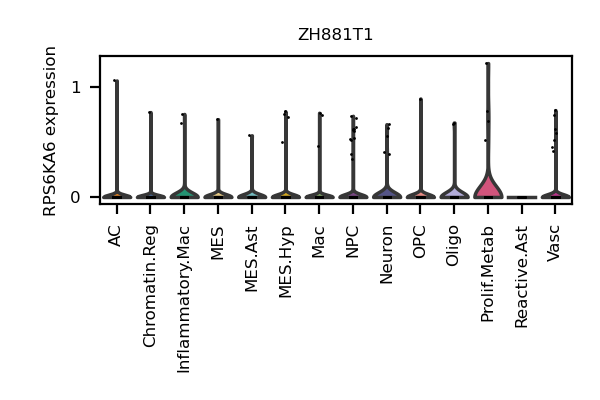 ZH881T1
RPS6KA6 expression
1
0
AC
Chromatin.Reg
Inflammatory.Mac
MES
MES.Ast
MES.Hyp
Mac
NPC
Neuron
OPC
Oligo
Prolif.Metab
Reactive.Ast
Vasc